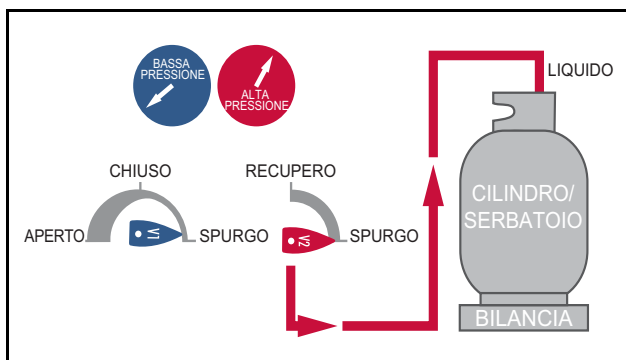 BASSA
PRESSIONE
ALTA
PRESSIONE
LIQUIDO
CHIUSO
RECUPERO
CILINDRO/
SERBATOIO
APERTO
V1
SPURGO
V2
SPURGO
BILANCIA